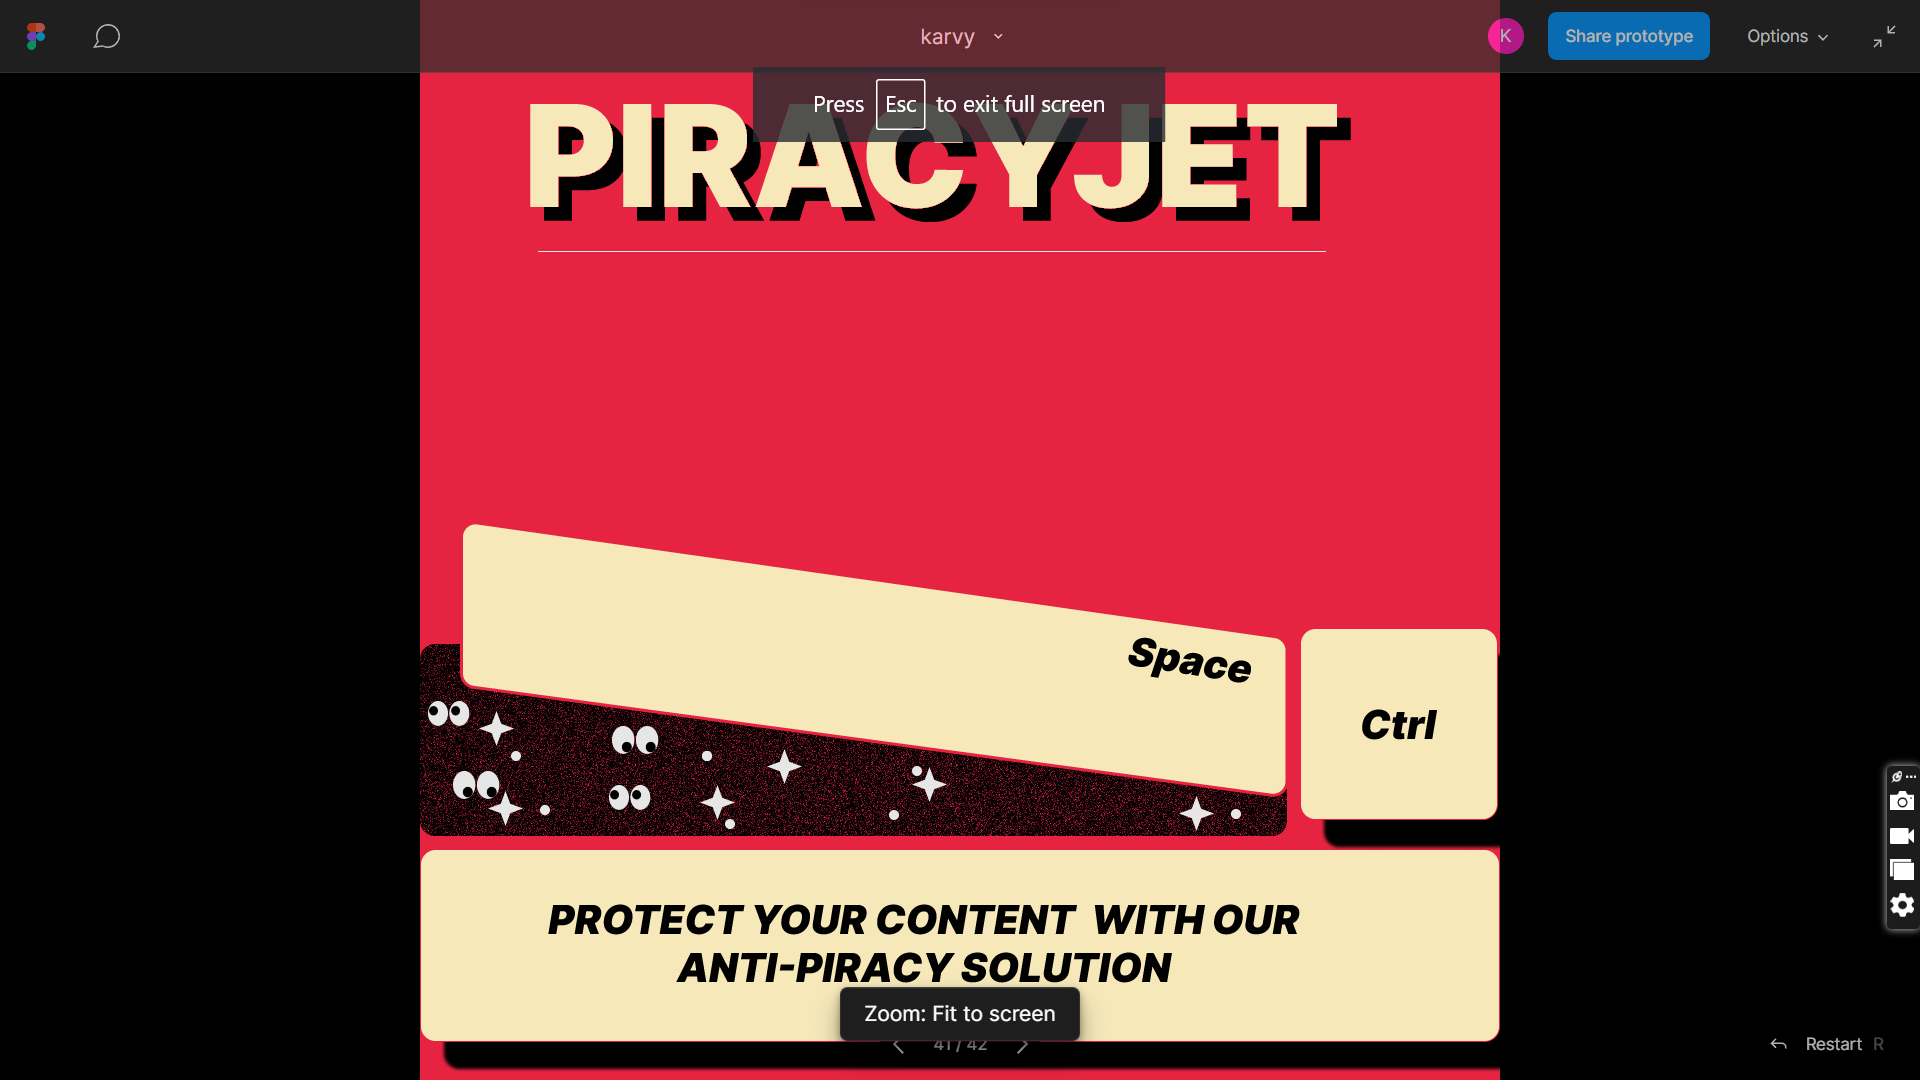 karvy
K
Share prototype
Options
Press Esc to exit full screen
PIRACYJET
Space
Ctrl
PROTECT YOUR CONTENT  WITH OUR
ANTI-PIRACY SOLUTION
Zoom: Fit to screen
41 / 42
Restart R